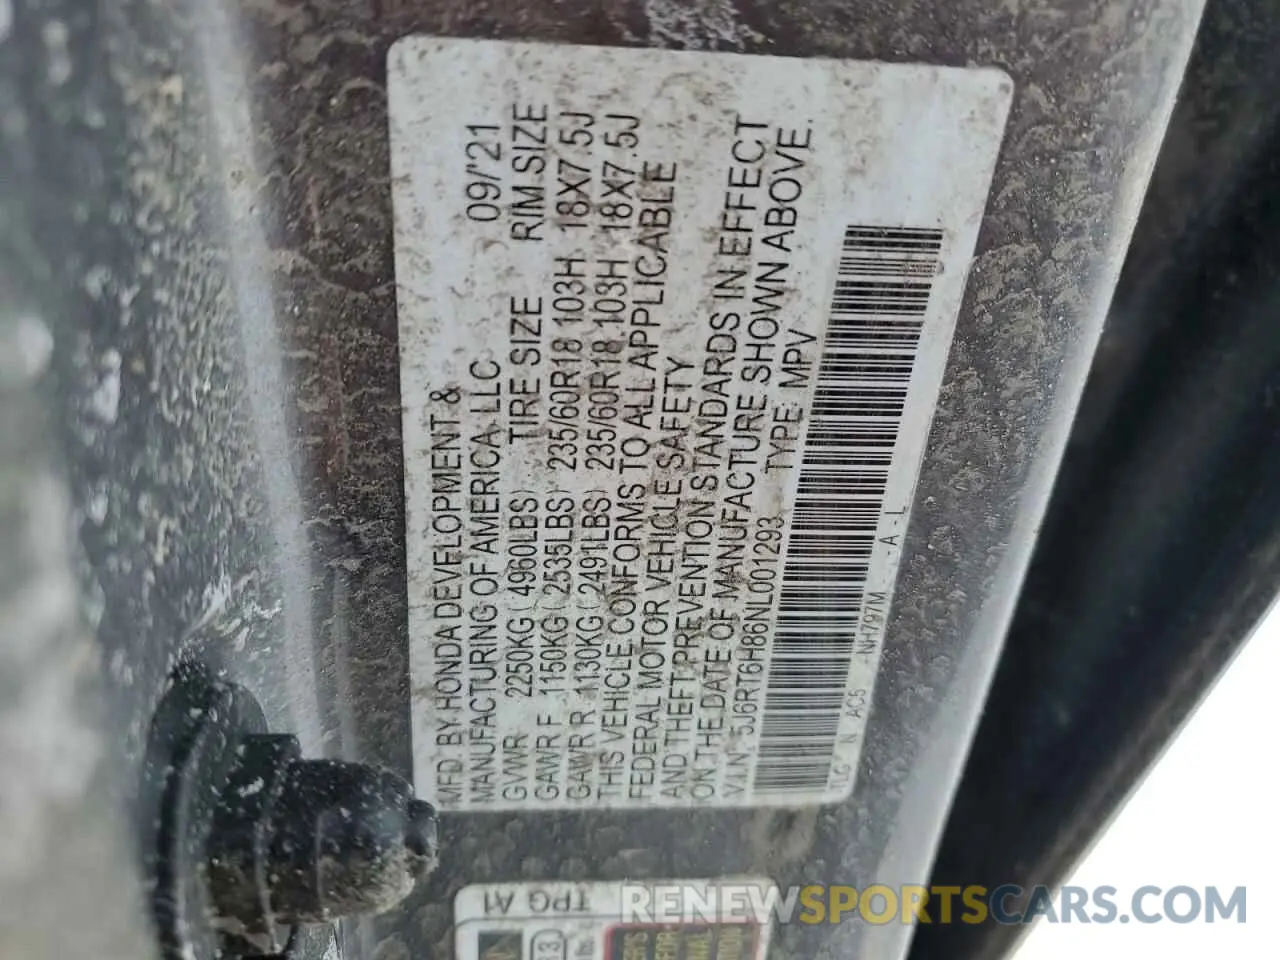 MFD. BY HONDA DEVELOPMENT &
MANUFACTURING OF AMERICA, LLC 09/'21
GVWR 2250KG ( 4960LBS) TIRE SIZE RIM SIZE
GAWR F 1150KG ( 2535LBS) 235/60R18 103H 18X7.5J
GAWR R 1130KG ( 2491LBS) 235/60R18 103H 18X7.5J
THIS VEHICLE CONFORMS TO ALL APPLICABLE
FEDERAL MOTOR VEHICLE SAFETY
AND THEFT PREVENTION STANDARDS IN EFFECT
ON THE DATE OF MANUFACTURE SHOWN ABOVE.
V.I.N: 5J6RT6H86NL001293 TYPE: MPV
TLG N AC5 NH797M - A - L
TPG A1
RENEWSPORTSCARS.COM